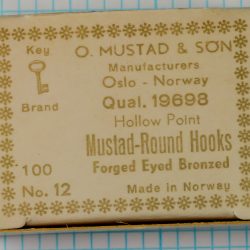 Key O. MUSTAD & SÖN
Manufacturers
Oslo - Norway
Brand Qual. 19698
Hollow Point
Mustad-Round Hooks
100 Forged Eyed Bronzed
No. 12 Made in Norway